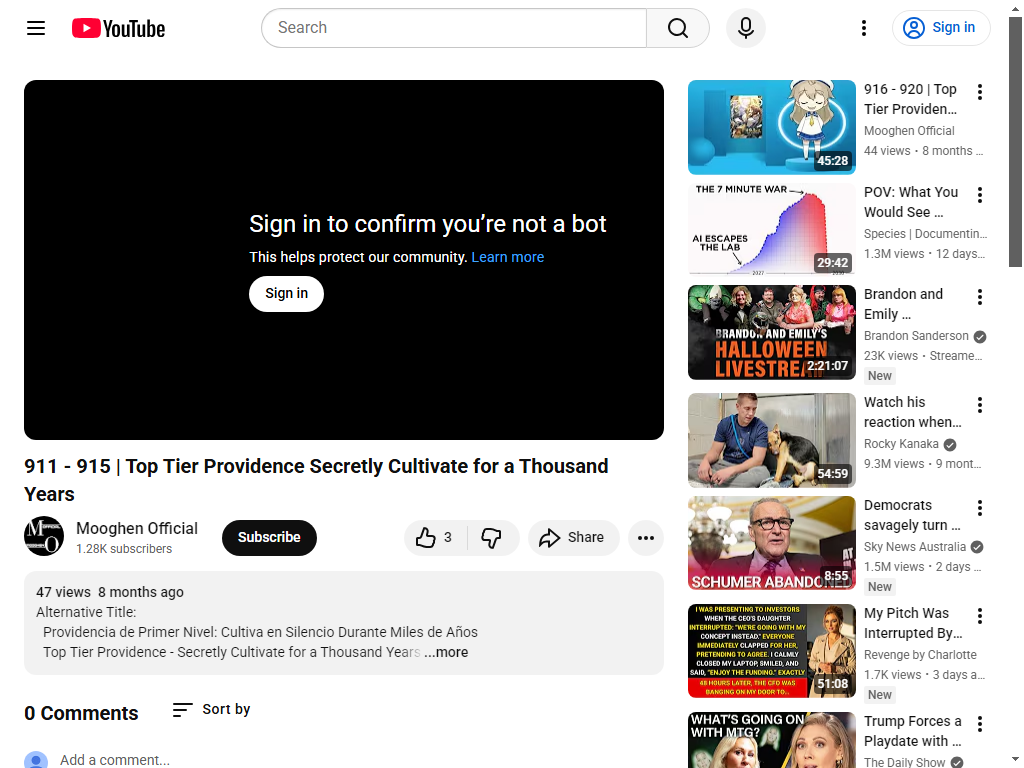 YouTube
Search
Sign in
Sign in to confirm you're not a bot
This helps protect our community. Learn more
Sign in
911 - 915 | Top Tier Providence Secretly Cultivate for a Thousand
Years
Mooghen Official
1.28K subscribers
Subscribe
3
Share
47 views 8 months ago
Alternative Title:
Providencia de Primer Nivel: Cultiva en Silencio Durante Miles de Años
Top Tier Providence - Secretly Cultivate for a Thousand Years ...more
0 Comments
Sort by
Add a comment...
45:28
916 - 920 | Top
Tier Providen...
Mooghen Official
44 views • 8 months ...
THE 7 MINUTE WAR
AI ESCAPES
THE LAB
2027
29:42
POV: What You
Would See ...
Species | Documentin...
1.3M views • 12 days...
BRANDON AND EMILY'S
HALLOWEEN
LIVESTREAM
2:21:07
Brandon and
Emily ...
Brandon Sanderson
23K views • Streame...
New
54:59
Watch his
reaction when...
Rocky Kanaka
9.3M views • 9 mont...
SCHUMER ABANDONED
8:55
Democrats
savagely turn ...
Sky News Australia
1.5M views • 2 days ...
New
I WAS PRESENTING TO INVESTORS
WHEN THE CEO'S DAUGHTER
INTERRUPTED: "WE'RE GOING WITH MY
CONCEPT INSTEAD." EVERYONE
IMMEDIATELY CLAPPED FOR HER,
PRETENDING TO AGREE. I CALMLY
CLOSED MY LAPTOP, SMILED, AND
SAID, "ENJOY THE FUNDING." EXACTLY
48 HOURS LATER, THE CFO WAS
BANGING ON MY DOOR TO...
51:08
My Pitch Was
Interrupted By...
Revenge by Charlotte
1.7K views • 3 days a...
New
WHAT'S GOING ON
WITH MTG?
Trump Forces a
Playdate with ...
The Daily Show